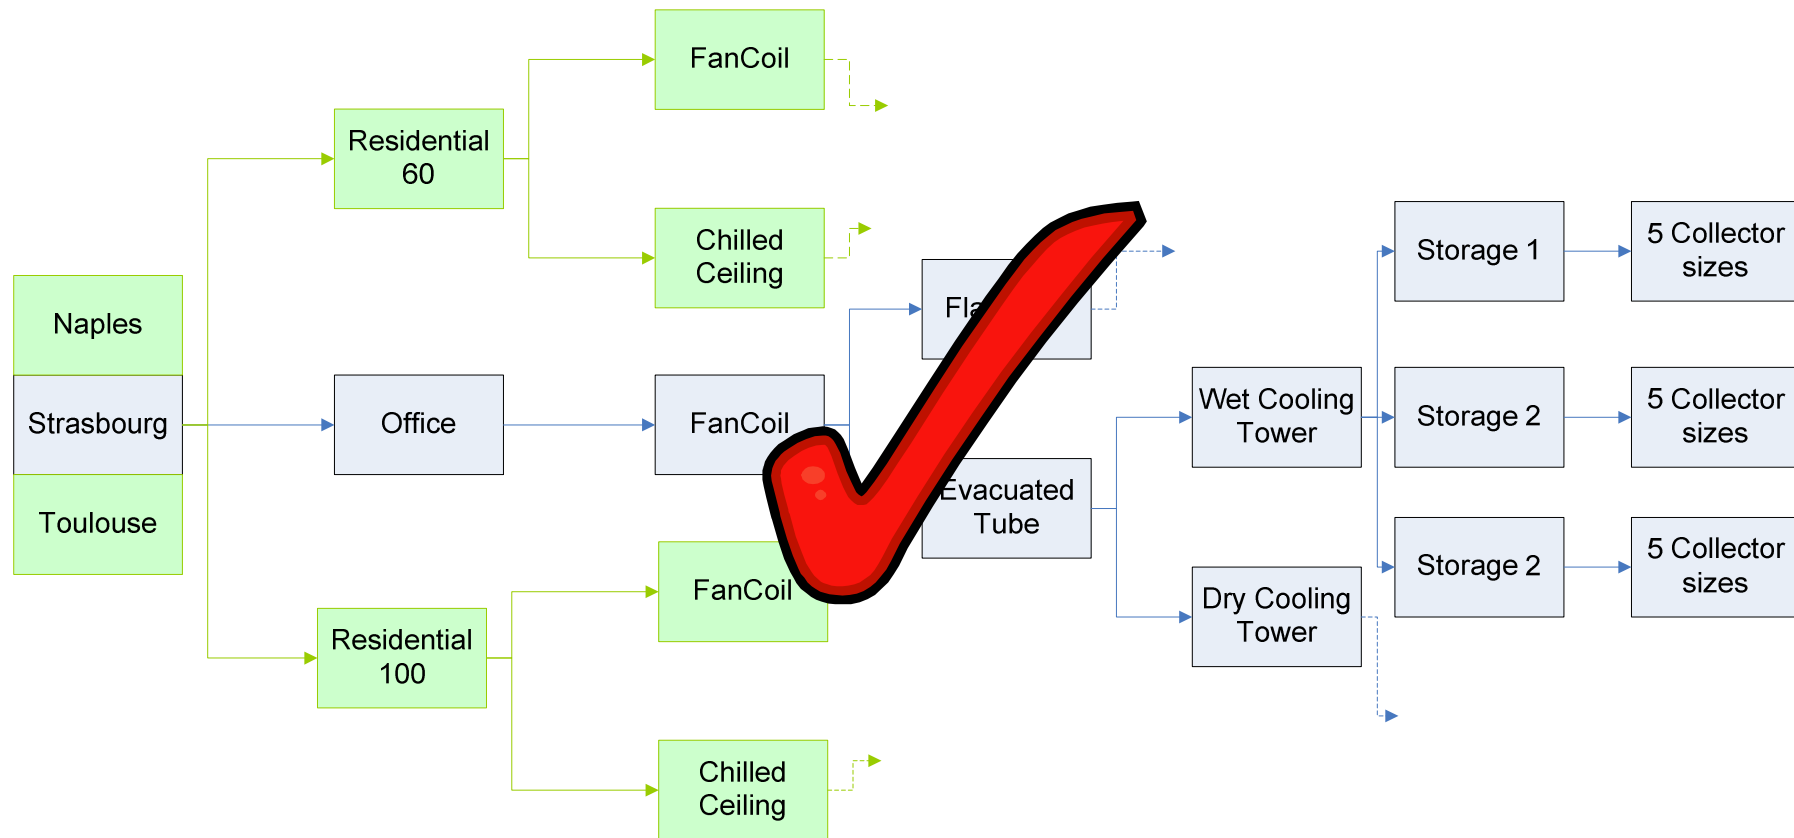 Naples
Strasbourg
Toulouse
Residential
60
Office
Residential
100
FanCoil
Chilled
Ceiling
FanCoil
FanCoil
Chilled
Ceiling
Evacuated
Tube
Wet Cooling
Tower
Dry Cooling
Tower
Storage 1
Storage 2
Storage 2
5 Collector
sizes
5 Collector
sizes
5 Collector
sizes